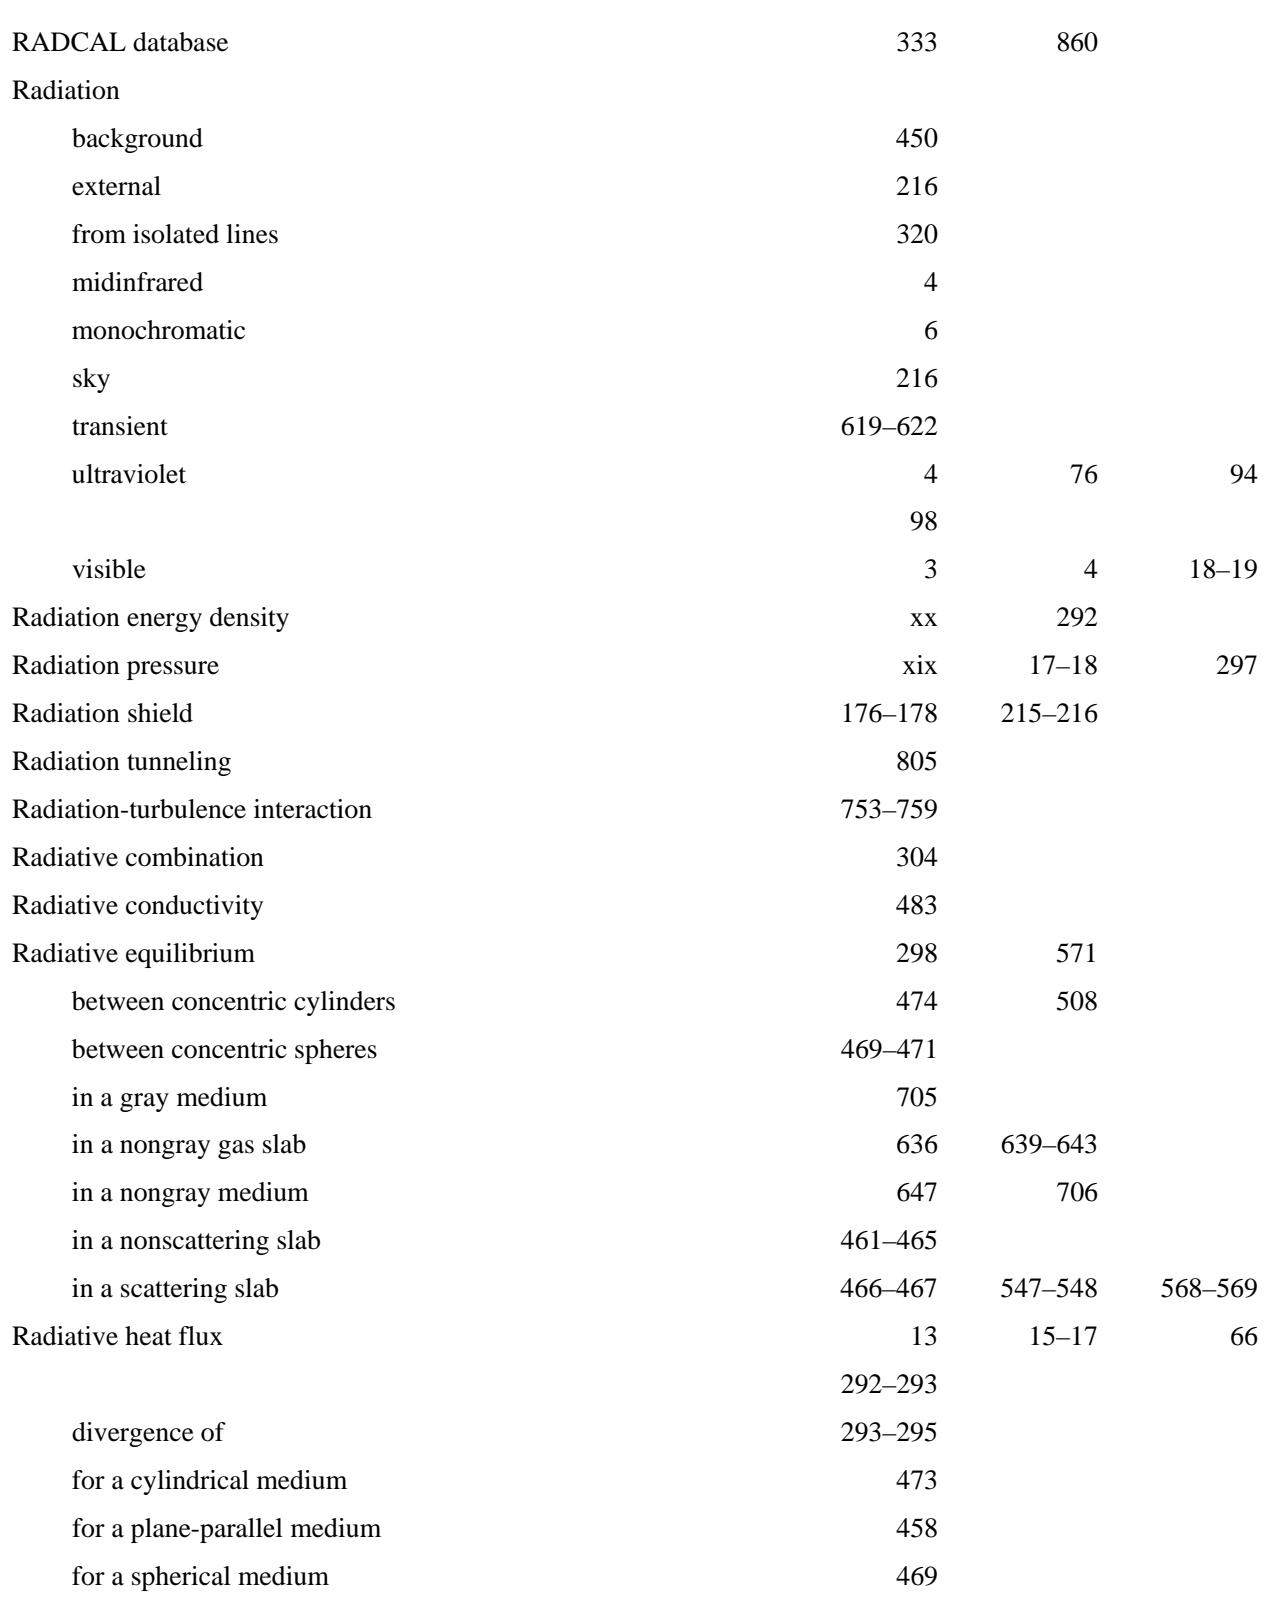 RADCAL database 333 860
Radiation
background 450
external 216
from isolated lines 320
midinfrared 4
monochromatic 6
sky 216
transient 619–622
ultraviolet 4 76 94
98
visible 3 4 18–19
Radiation energy density xx 292
Radiation pressure xix 17–18 297
Radiation shield 176–178 215–216
Radiation tunneling 805
Radiation-turbulence interaction 753–759
Radiative combination 304
Radiative conductivity 483
Radiative equilibrium 298 571
between concentric cylinders 474 508
between concentric spheres 469–471
in a gray medium 705
in a nongray gas slab 636 639–643
in a nongray medium 647 706
in a nonscattering slab 461–465
in a scattering slab 466–467 547–548 568–569
Radiative heat flux 13 15–17 66
292–293
divergence of 293–295
for a cylindrical medium 473
for a plane-parallel medium 458
for a spherical medium 469